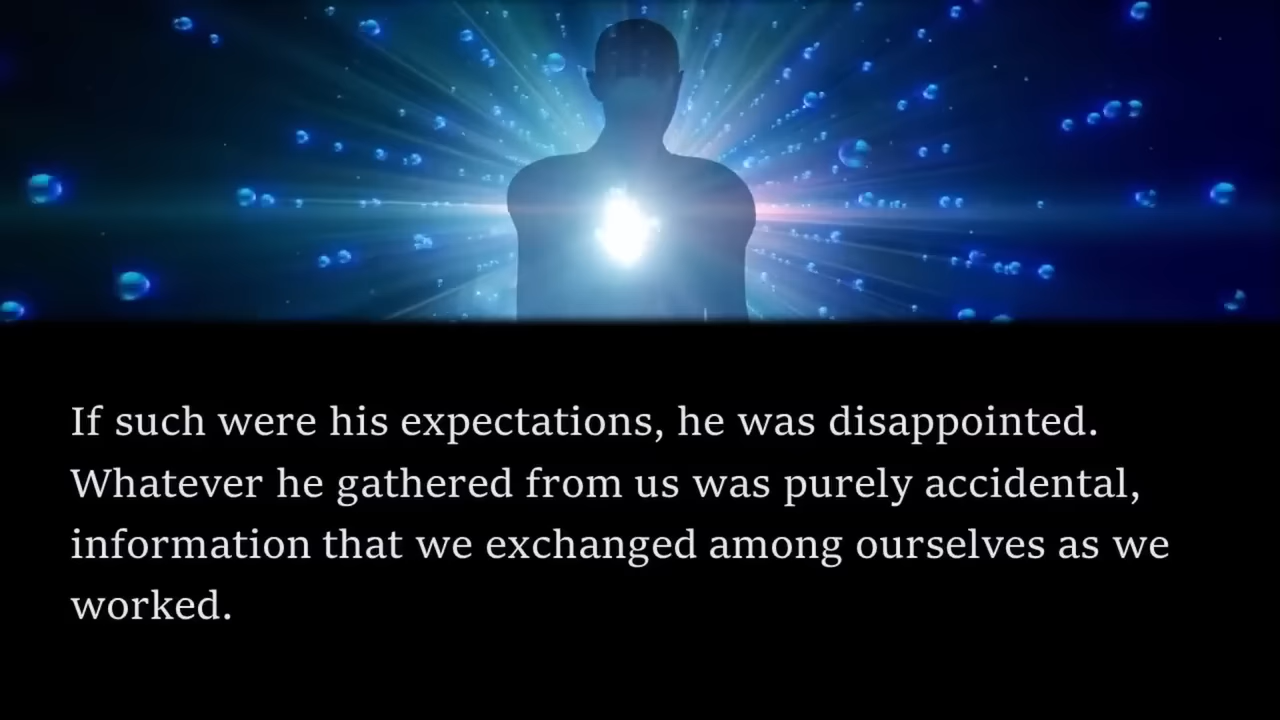 If such were his expectations, he was disappointed.
Whatever he gathered from us was purely accidental,
information that we exchanged among ourselves as we
worked.